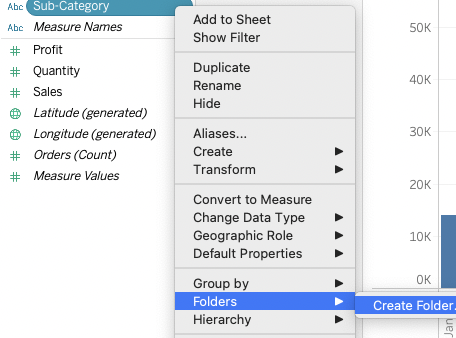 Abc Sub-Category
Abc Measure Names
Profit
Quantity
Sales
Latitude (generated)
Longitude (generated)
Orders (Count)
Measure Values
Add to Sheet
Show Filter
Duplicate
Rename
Hide
Aliases...
Create
Transform
Convert to Measure
Change Data Type
Geographic Role
Default Properties
Group by
Folders
Hierarchy
Create Folder.
50K
40K
30K
20K
10K
0K
Jan